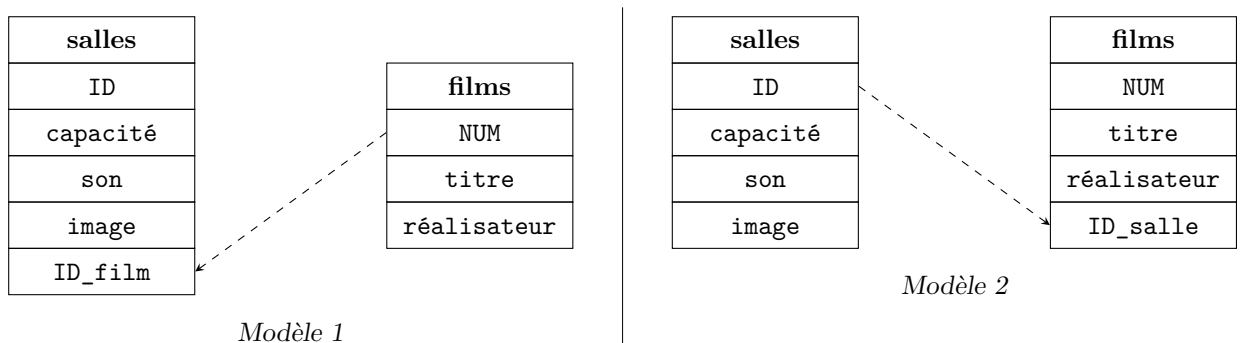 salles
ID
capacité
son
image
ID_film
films
NUM
titre
réalisateur
Modèle 1
salles
ID
capacité
son
image
films
NUM
titre
réalisateur
ID_salle
Modèle 2